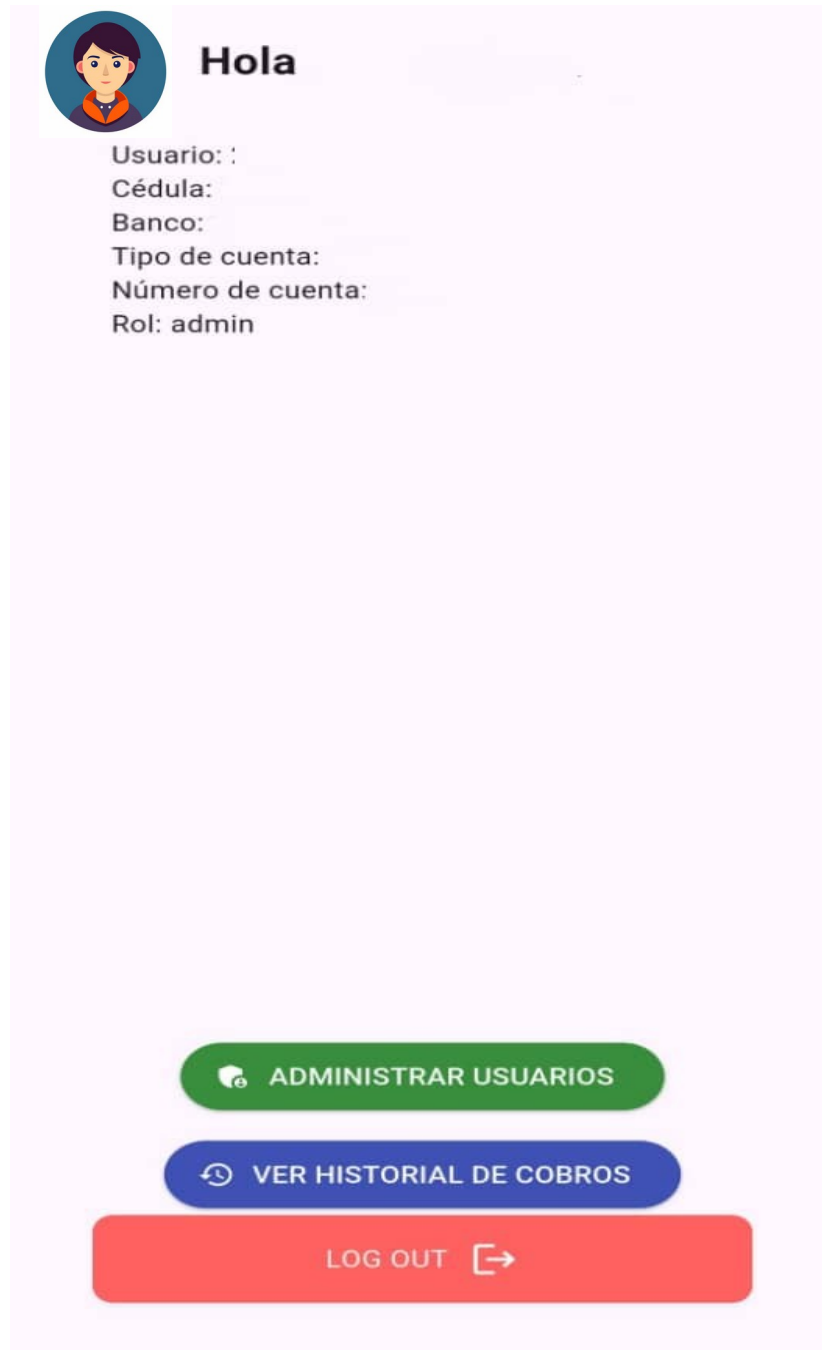 Hola
Usuario: :
Cédula:
Banco:
Tipo de cuenta:
Número de cuenta:
Rol: admin
ADMINISTRAR USUARIOS
VER HISTORIAL DE COBROS
LOG OUT